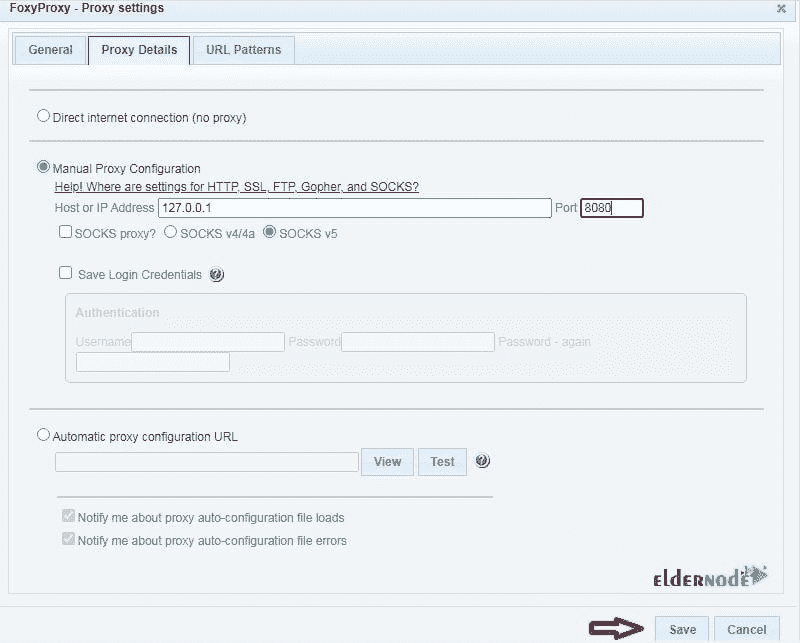 FoxyProxy - Proxy settings
General Proxy Details URL Patterns
Direct internet connection (no proxy)
Manual Proxy Configuration
Help! Where are settings for HTTP, SSL, FTP, Gopher, and SOCKS?
Host or IP Address 127.0.0.1 Port 8080
SOCKS proxy? SOCKS v4/4a SOCKS v5
Save Login Credentials
Authentication
Username Password Password - again
Automatic proxy configuration URL
View Test
Notify me about proxy auto-configuration file loads
Notify me about proxy auto-configuration file errors
ELDERNODE
Save Cancel